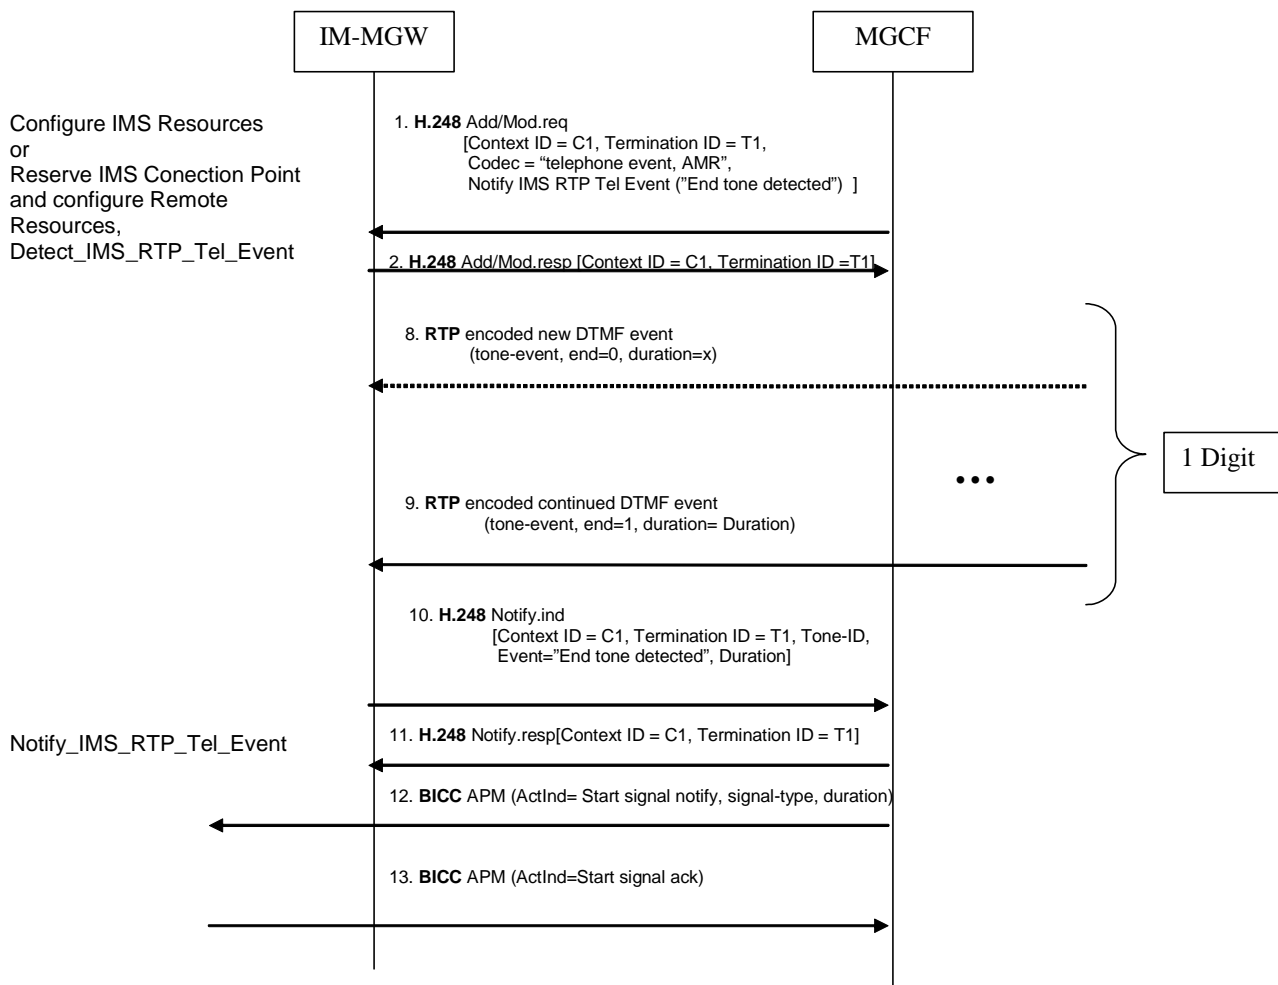 IM-MGW
MGCF
Configure IMS Resources
or
Reserve IMS Conection Point
and configure Remote
Resources,
Detect_IMS_RTP_Tel_Event
1. H.248 Add/Mod.req
[Context ID = C1, Termination ID = T1,
Codec = “telephone event, AMR”,
Notify IMS RTP Tel Event (”End tone detected”) ]
2. H.248 Add/Mod.resp [Context ID = C1, Termination ID =T1]
8. RTP encoded new DTMF event
(tone-event, end=0, duration=x)
1 Digit
...
9. RTP encoded continued DTMF event
(tone-event, end=1, duration= Duration)
10. H.248 Notify.ind
[Context ID = C1, Termination ID = T1, Tone-ID,
Event=”End tone detected”, Duration]
Notify_IMS_RTP_Tel_Event
11. H.248 Notify.resp[Context ID = C1, Termination ID = T1]
12. BICC APM (ActInd= Start signal notify, signal-type, duration)
13. BICC APM (ActInd=Start signal ack)